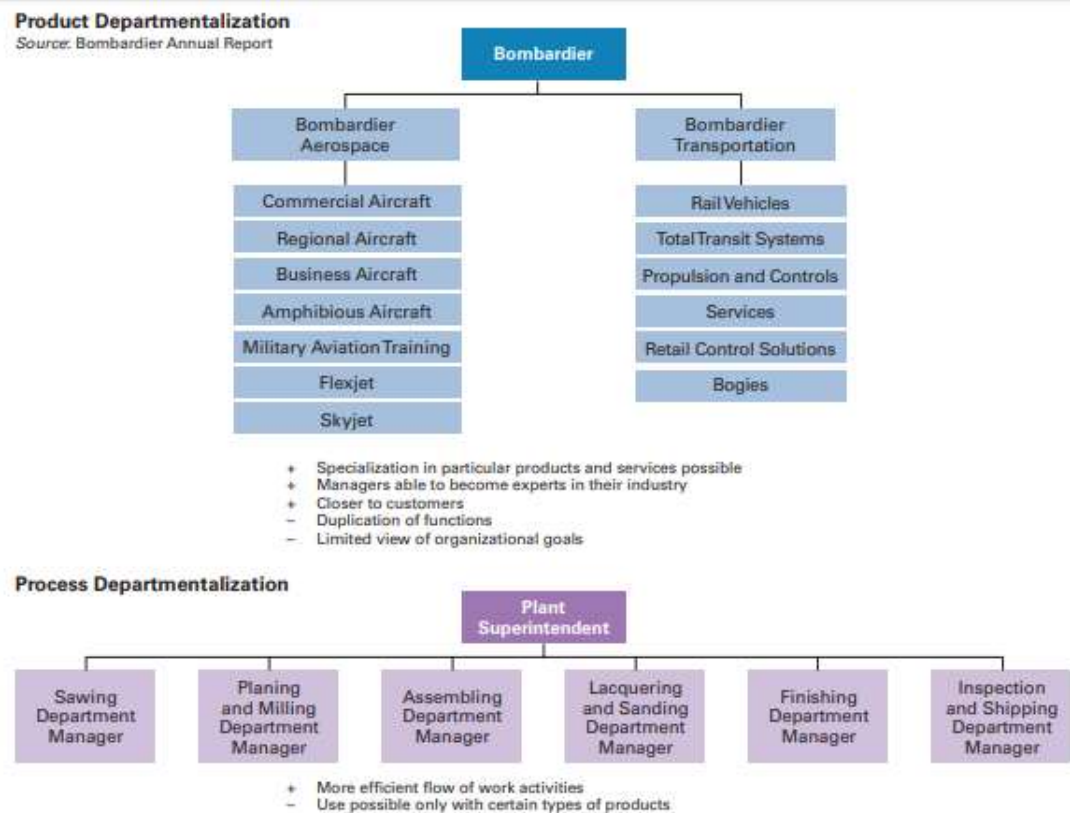 Product Departmentalization
Source: Bombardier Annual Report
Bombardier
Bombardier
Aerospace
Commercial Aircraft
Regional Aircraft
Business Aircraft
Amphibious Aircraft
Military Aviation Training
Flexjet
Skyjet
Bombardier
Transportation
Rail Vehicles
Total Transit Systems
Propulsion and Controls
Services
Retail Control Solutions
Bogies
+ Specialization in particular products and services possible
+ Managers able to become experts in their industry
+ Closer to customers
– Duplication of functions
– Limited view of organizational goals
Process Departmentalization
Plant
Superintendent
Sawing
Department
Manager
Planing
and Milling
Department
Manager
Assembling
Department
Manager
Lacquering
and Sanding
Department
Manager
Finishing
Department
Manager
Inspection
and Shipping
Department
Manager
+ More efficient flow of work activities
– Use possible only with certain types of products